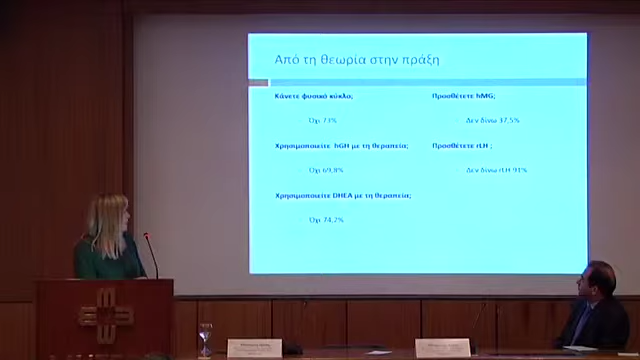 Από τη θεωρία στην πράξη
Κάνετε φυσικό κύκλο;
Όχι 73%
Χρησιμοποιείτε hGH με τη θεραπεία;
Όχι 69,8%
Χρησιμοποιείτε DHEA με τη θεραπεία;
Όχι 74,2%
Προσθέτετε hMG;
Δεν δίνω 37,5%
Προσθέτετε rLH ;
Δεν δίνω rLH 91%